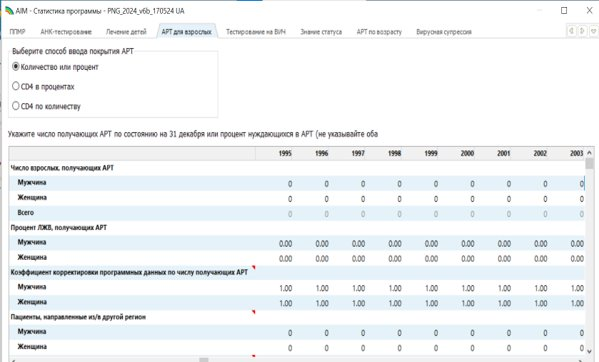 AIM - Статистика программы - PNG_2024_v6b_170524 UA
ППМР АНК-тестирование Лечение детей АРТ для взрослых Тестирование на ВИЧ Знание статуса АРТ по возрасту Вирусная супрессия
Выберите способ ввода покрытия АРТ
Количество или процент
CD4 в процентах
CD4 по количеству
Укажите число получающих АРТ по состоянию на 31 декабря или процент нуждающихся в АРТ (не указывайте оба
1995 1996 1997 1998 1999 2000 2001 2002 2003
Число взрослых, получающих АРТ
Мужчина 0 0 0 0 0 0 0 0 0
Женщина 0 0 0 0 0 0 0 0 0
Всего 0 0 0 0 0 0 0 0 0
Процент ЛЖВ, получающих АРТ
Мужчина 0.00 0.00 0.00 0.00 0.00 0.00 0.00 0.00 0.00
Женщина 0.00 0.00 0.00 0.00 0.00 0.00 0.00 0.00 0.00
Коэффициент корректировки программных данных по числу получающих АРТ
Мужчина 1.00 1.00 1.00 1.00 1.00 1.00 1.00 1.00 1.00
Женщина 1.00 1.00 1.00 1.00 1.00 1.00 1.00 1.00 1.00
Пациенты, направленные из/в другой регион
Мужчина 0 0 0 0 0 0 0 0 0
Женщина 0 0 0 0 0 0 0 0 0